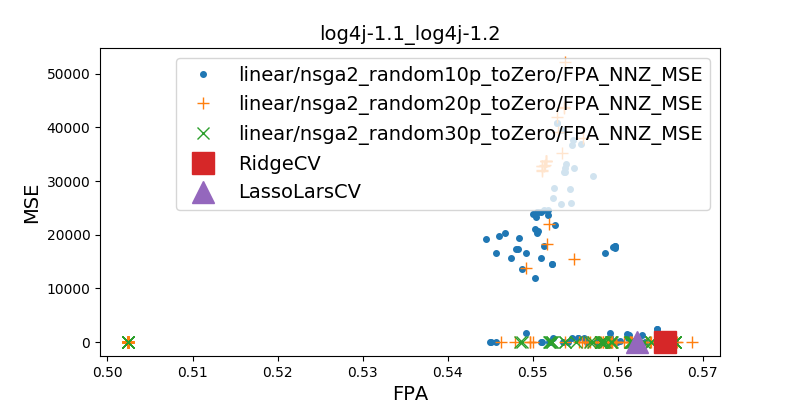 log4j-1.1_log4j-1.2
50000
40000
30000
20000
10000
0
MSE
linear/nsga2_random10p_toZero/FPA_NNZ_MSE
linear/nsga2_random20p_toZero/FPA_NNZ_MSE
linear/nsga2_random30p_toZero/FPA_NNZ_MSE
RidgeCV
LassoLarsCV
0.50 0.51 0.52 0.53 0.54 0.55 0.56 0.57
FPA